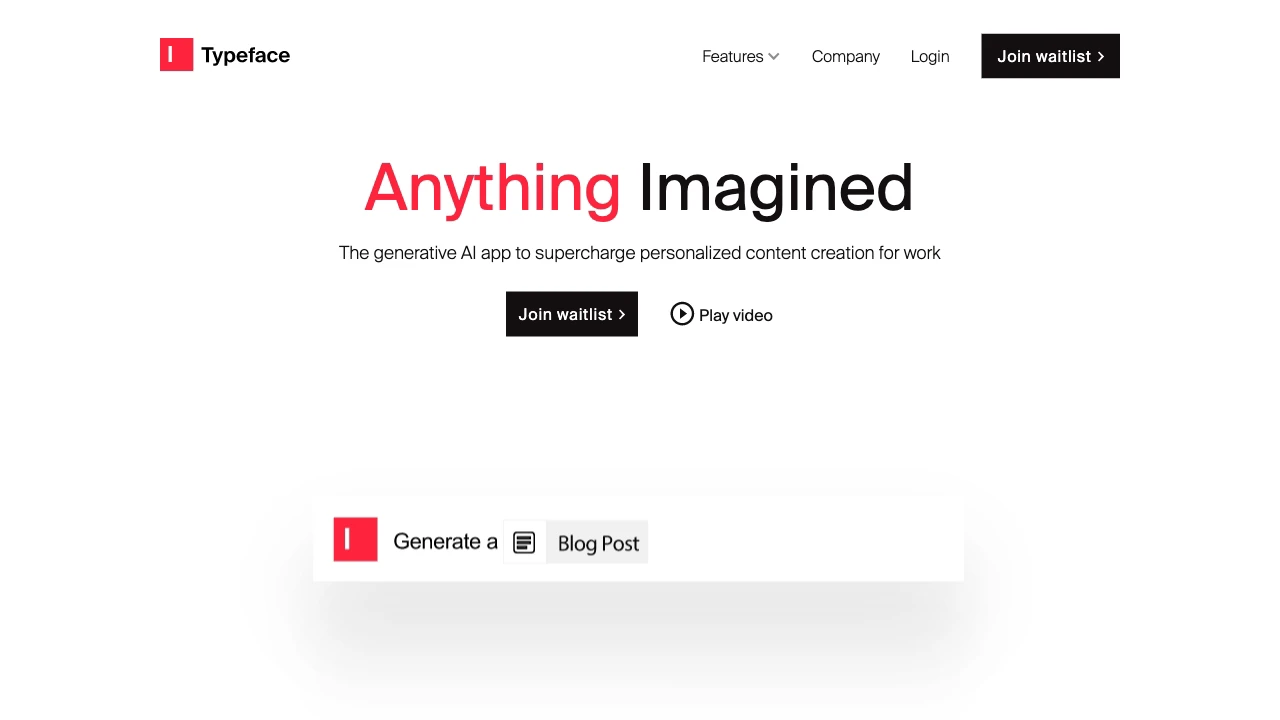 Typeface
Features
Company
Login
Join waitlist
Anything Imagined
The generative AI app to supercharge personalized content creation for work
Join waitlist
Play video
Generate a Blog Post